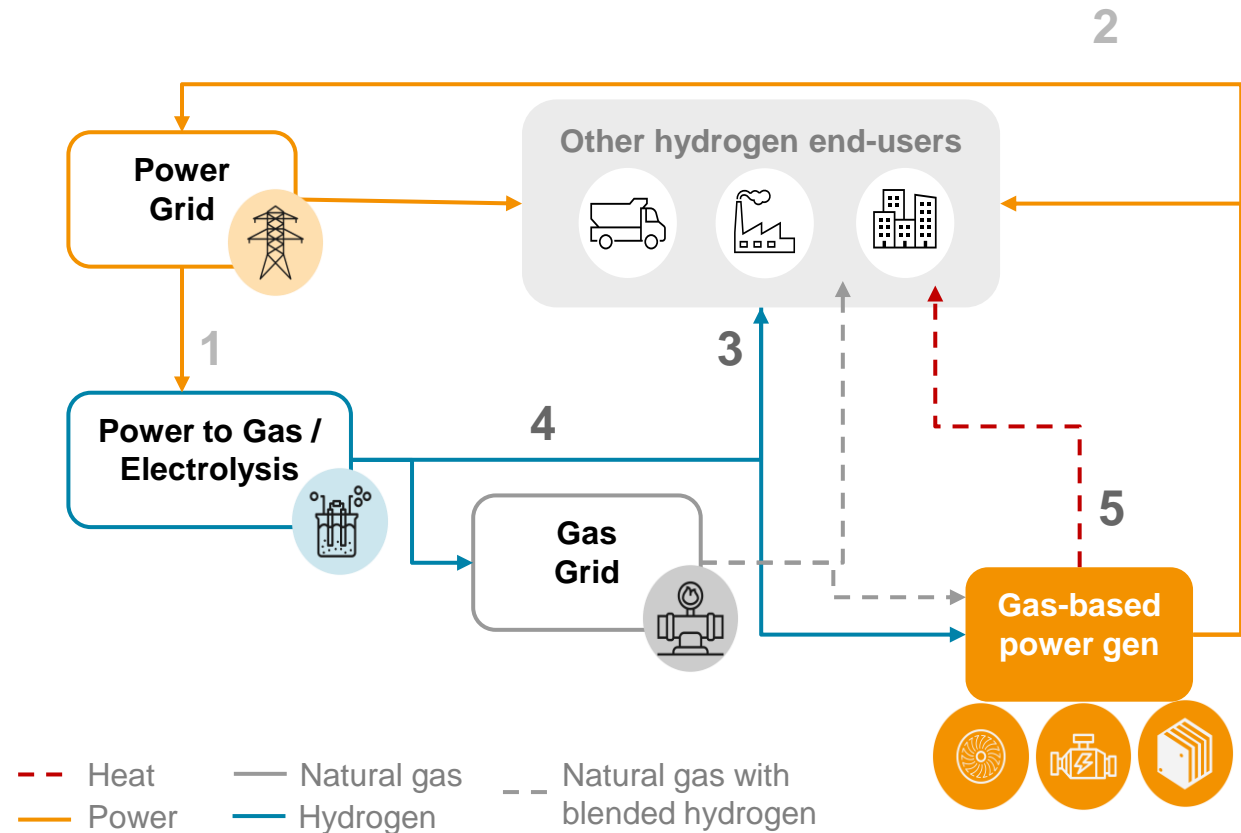 2
Other hydrogen end-users
Power
Grid
1
3
Power to Gas /
Electrolysis
4
Gas
Grid
5
Gas-based
power gen
Heat
Natural gas
Natural gas with
blended hydrogen
Power
Hydrogen